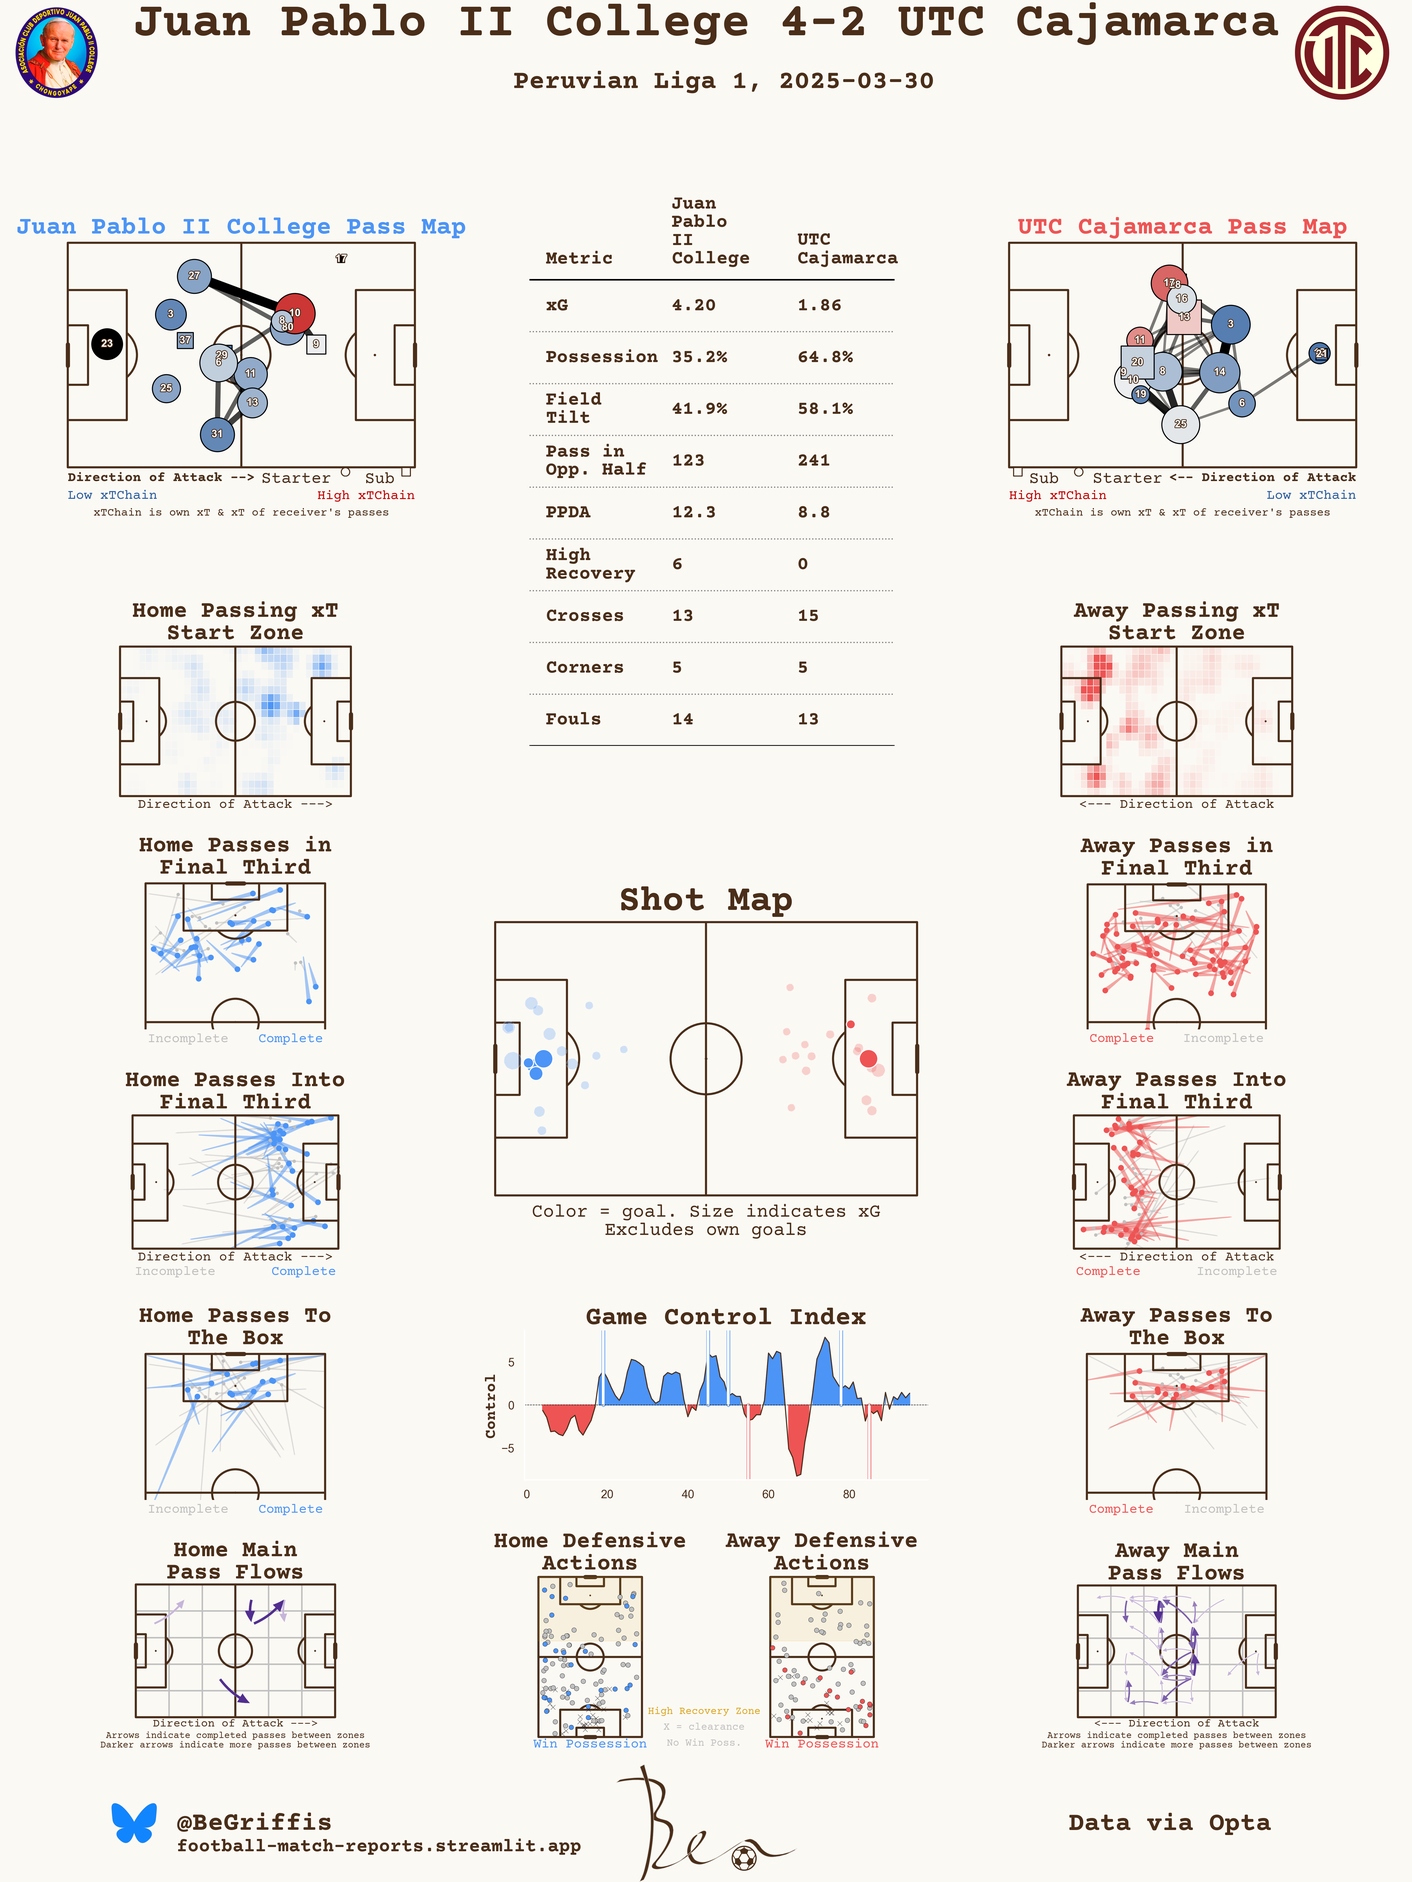 Juan Pablo II College 4-2 UTC Cajamarca
Peruvian Liga 1, 2025-03-30
ASOCIACIÓN CLUB DEPORTIVO JUAN PABLO II COLLEGE
CHONGOYAPE
UTC
Juan Pablo II College Pass Map
27
17
3
10
8
80
37
23
9
29
6
11
25
13
31
Direction of Attack --> Starter Sub
Low xTChain High xTChain
xTChain is own xT & xT of receiver's passes
Metric Juan Pablo II College UTC Cajamarca
xG 4.20 1.86
Possession 35.2% 64.8%
Field Tilt 41.9% 58.1%
Pass in Opp. Half 123 241
PPDA 12.3 8.8
High Recovery 6 0
Crosses 13 15
Corners 5 5
Fouls 14 13
UTC Cajamarca Pass Map
17
16
13
3
11
20
9
10
8
14
19
6
25
Sub Starter <-- Direction of Attack
High xTChain Low xTChain
xTChain is own xT & xT of receiver's passes
Home Passing xT
Start Zone
Direction of Attack --->
Away Passing xT
Start Zone
<--- Direction of Attack
Home Passes in
Final Third
Incomplete Complete
Away Passes in
Final Third
Complete Incomplete
Shot Map
Color = goal. Size indicates xG
Excludes own goals
Home Passes Into
Final Third
Direction of Attack --->
Incomplete Complete
Away Passes Into
Final Third
<--- Direction of Attack
Complete Incomplete
Home Passes To
The Box
Incomplete Complete
Game Control Index
Control
5
0
−5
0 20 40 60 80
Away Passes To
The Box
Complete Incomplete
Home Main
Pass Flows
Direction of Attack --->
Arrows indicate completed passes between zones
Darker arrows indicate more passes between zones
Home Defensive
Actions
Win Possession
High Recovery Zone
X = clearance
No Win Poss.
Away Defensive
Actions
Win Possession
Away Main
Pass Flows
<--- Direction of Attack
Arrows indicate completed passes between zones
Darker arrows indicate more passes between zones
@BeGriffis
football-match-reports.streamlit.app
Ben
Data via Opta